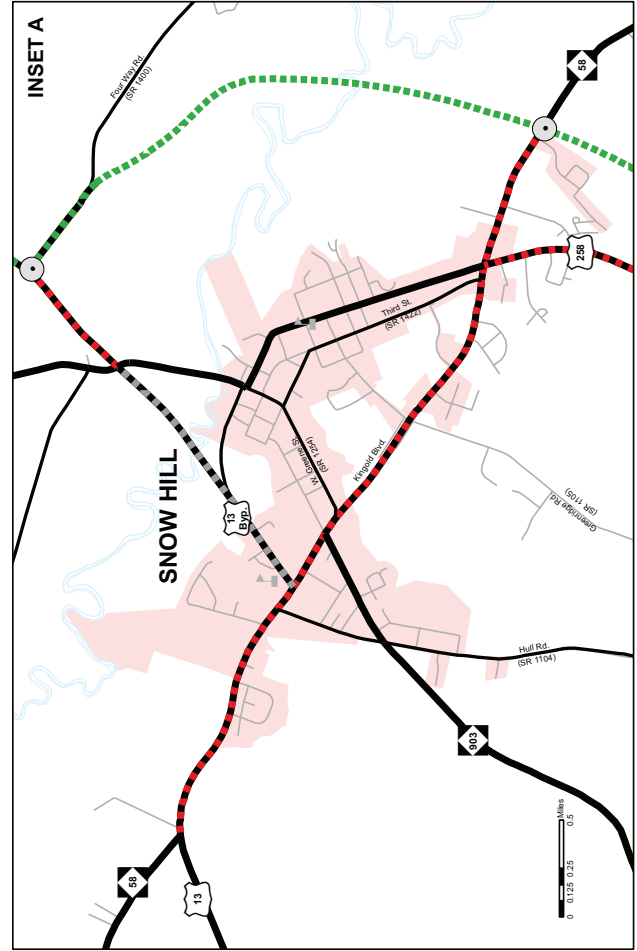 INSET A
Four Way Rd.
(SR 1400)
58
258
Third St.
(SR 1422)
W. Greene St.
(SR 1254)
Kingold Blvd.
Greenridge Rd
(SR 1105)
SNOW HILL
13
Byp.
Hull Rd.
(SR 1104)
903
58
13
Miles
0 0.125 0.25 0.5